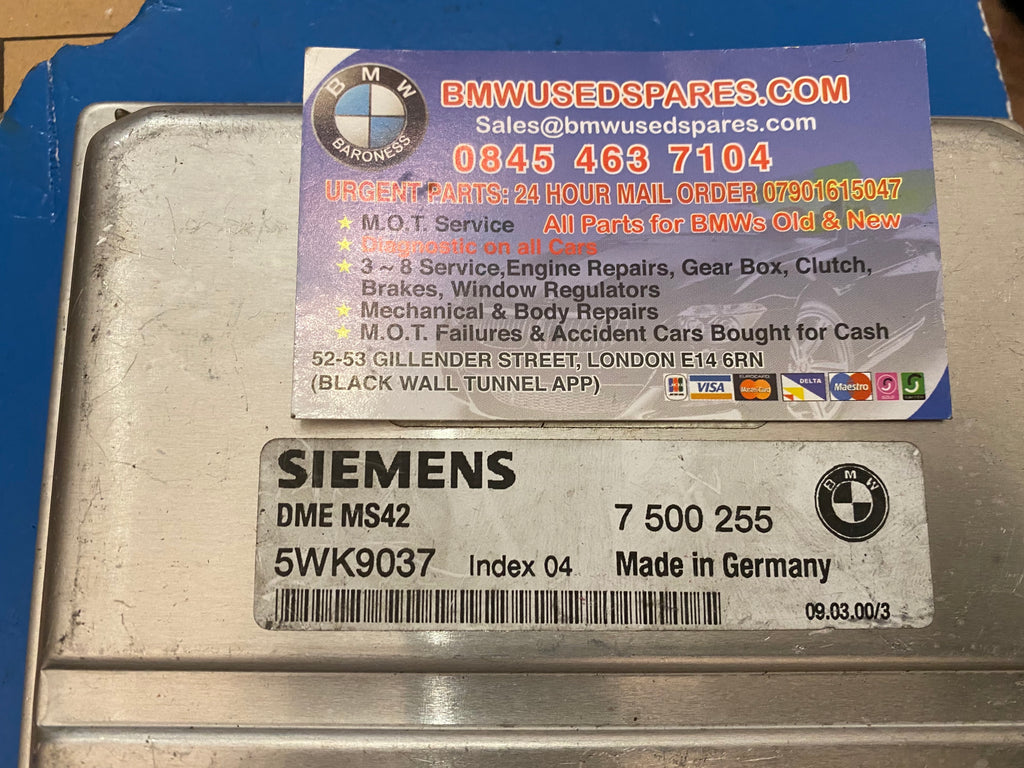 BMW
BARONESS
BMWUSEDSPARES.COM
Sales@bmwusedspares.com
0845 463 7104
URGENT PARTS: 24 HOUR MAIL ORDER 07901615047
M.O.T. Service All Parts for BMWs Old & New
Diagnostic on all Cars
3 ~ 8 Service,Engine Repairs, Gear Box, Clutch,
Brakes, Window Regulators
Mechanical & Body Repairs
M.O.T. Failures & Accident Cars Bought for Cash
52-53 GILLENDER STREET, LONDON E14 6RN
(BLACK WALL TUNNEL APP)
VISA DELTA Maestro
SIEMENS
BMW
DME MS42 7 500 255
5WK9037 Index 04 Made in Germany
09.03.00/3